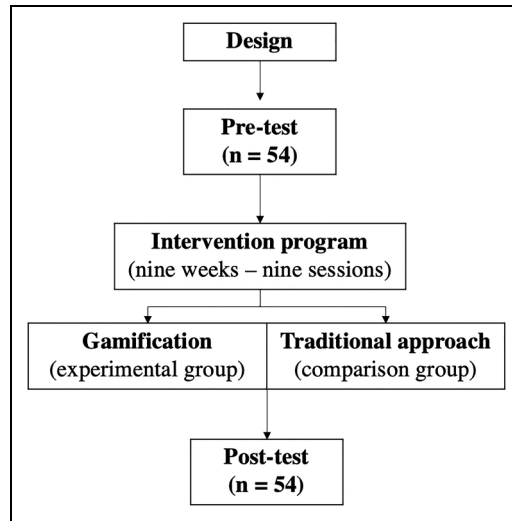 Design
Pre-test
(n = 54)
Intervention program
(nine weeks – nine sessions)
Gamification
(experimental group)
Traditional approach
(comparison group)
Post-test
(n = 54)